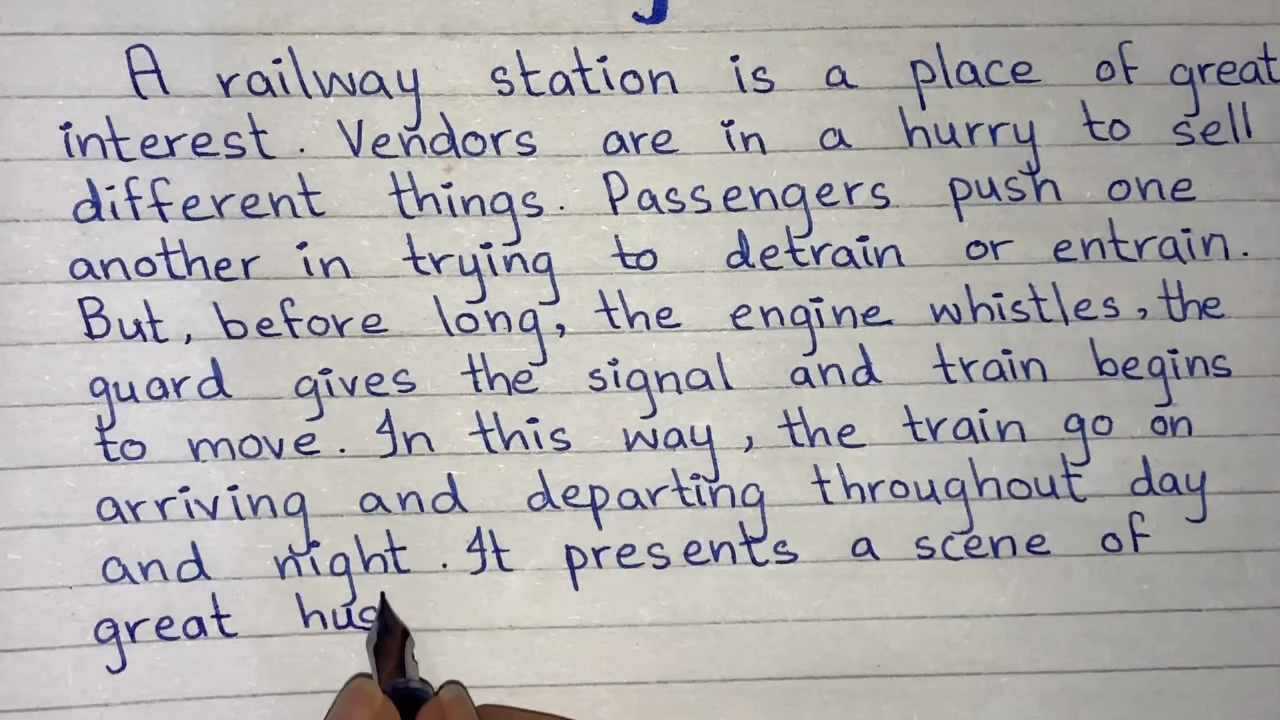 A railway station is a place of great
interest. Vendors are in a hurry to sell
different things. Passengers push one
another in trying to detrain or entrain.
But, before long, the engine whistles, the
guard gives the signal and train begins
to move. In this way, the train go on
arriving and departing throughout day
and night. It presents a scene of
great hus